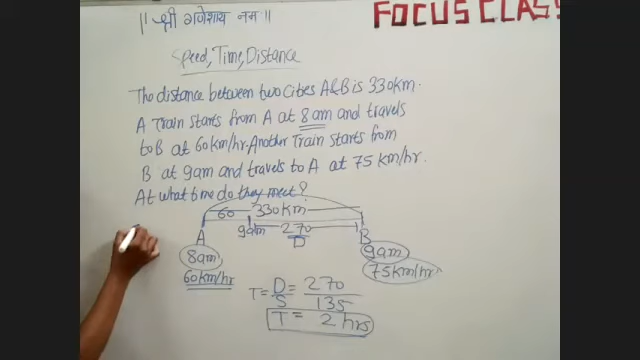 || श्री गणेशाय नम: ||
FOCUS CLASS
Speed, Time, Distance
The distance between two Cities A&B is 330km.
A Train starts from A at 8am and travels
to B at 60km/hr. Another Train starts from
B at 9am and travels to A at 75 km/hr.
At what time do they meet?
60 330km
9am 270
D
A B
8am 9am
60km/hr 75km/hr
T = D/S = 270/135
T = 2 hrs